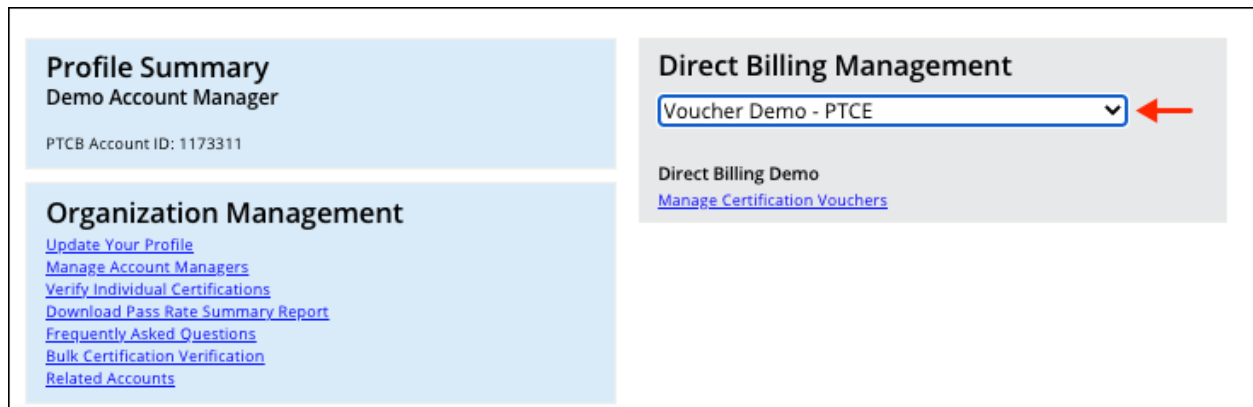 Profile Summary
Demo Account Manager
PTCB Account ID: 1173311
Organization Management
Update Your Profile
Manage Account Managers
Verify Individual Certifications
Download Pass Rate Summary Report
Frequently Asked Questions
Bulk Certification Verification
Related Accounts
Direct Billing Management
Voucher Demo - PTCE
Direct Billing Demo
Manage Certification Vouchers